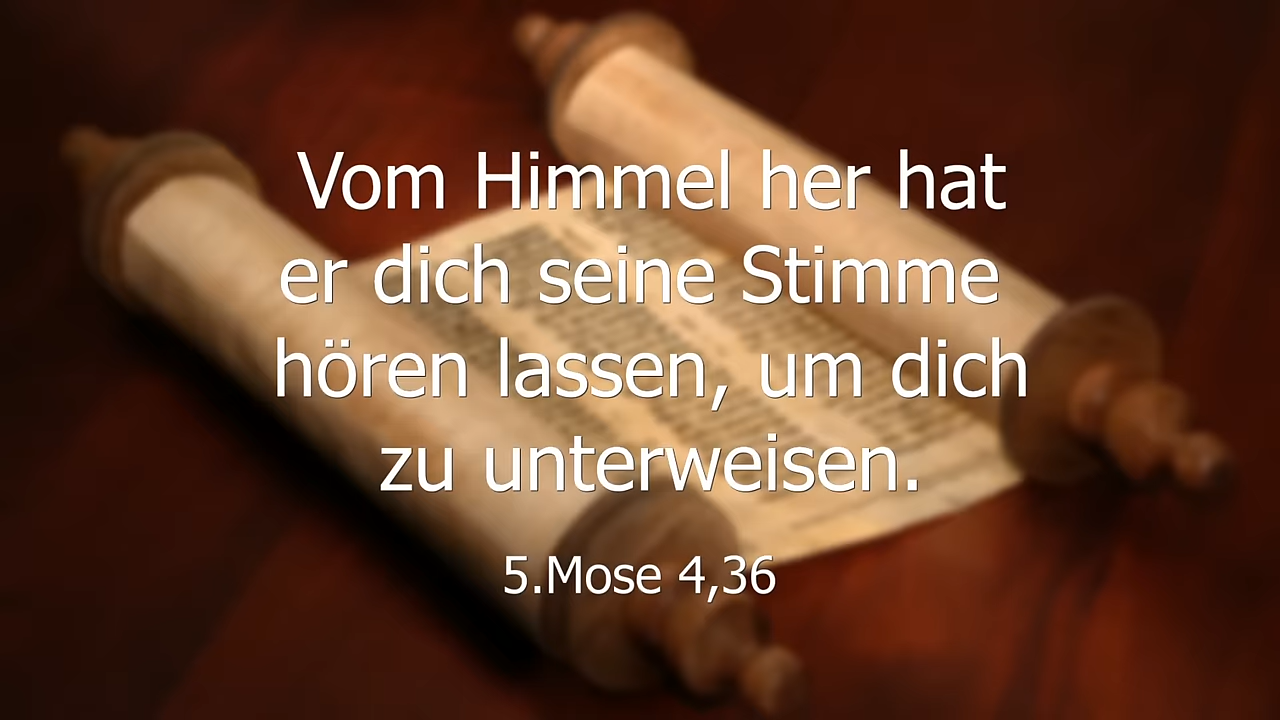 Vom Himmel her hat
er dich seine Stimme
hören lassen, um dich
zu unterweisen.
5.Mose 4,36